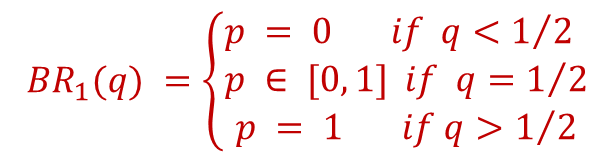 p = 0 if q < 1/2
BR₁(q) = { p ∈ [0, 1] if q = 1/2
p = 1 if q > 1/2